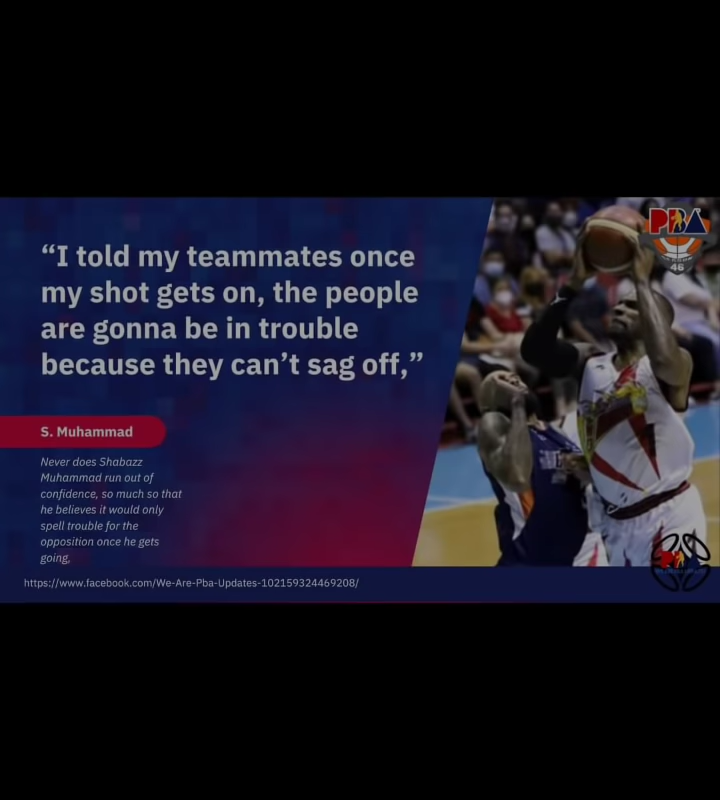 “I told my teammates once
my shot gets on, the people
are gonna be in trouble
because they can’t sag off,”
S. Muhammad
Never does Shabazz
Muhammad run out of
confidence, so much so that
he believes it would only
spell trouble for the
opposition once he gets
going,
https://www.facebook.com/We-Are-Pba-Updates-102159324469208/
PBA
46